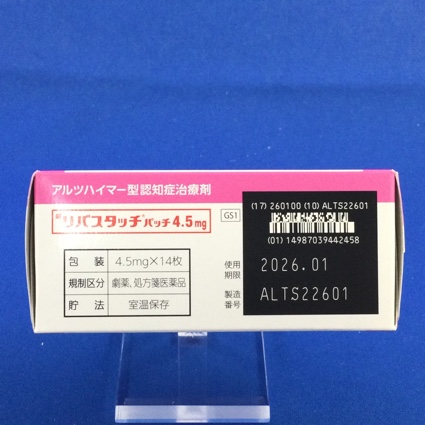 アルツハイマー型認知症治療剤
リバスタッチ®パッチ4.5mg
GS1
(17) 260100 (10) ALTS22601
(01) 14987039442458
包装 4.5mg×14枚
規制区分 劇薬、処方箋医薬品
貯法 室温保存
使用期限 2026.01
製造番号 ALTS22601